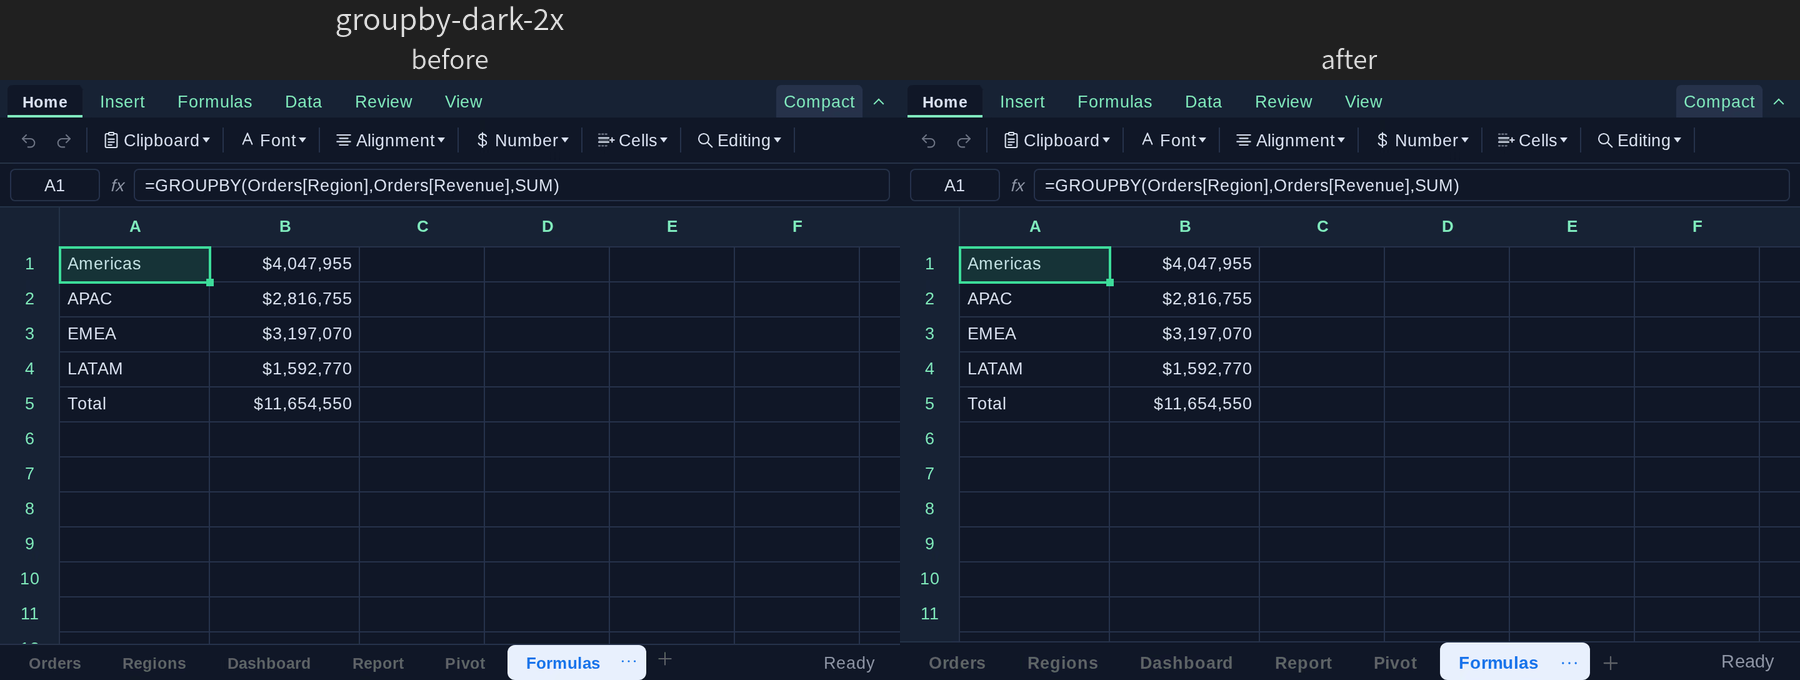 groupby-dark-2x
before after
Home Insert Formulas Data Review View Compact Home Insert Formulas Data Review View Compact
Clipboard Font Alignment $ Number Cells Editing Clipboard Font Alignment $ Number Cells Editing
A1 fx =GROUPBY(Orders[Region],Orders[Revenue],SUM) A1 fx =GROUPBY(Orders[Region],Orders[Revenue],SUM)
A B C D E F A B C D E F
1 Americas $4,047,955 1 Americas $4,047,955
2 APAC $2,816,755 2 APAC $2,816,755
3 EMEA $3,197,070 3 EMEA $3,197,070
4 LATAM $1,592,770 4 LATAM $1,592,770
5 Total $11,654,550 5 Total $11,654,550
6 6
7 7
8 8
9 9
10 10
11 11
Orders Regions Dashboard Report Pivot Formulas ... + Ready Orders Regions Dashboard Report Pivot Formulas ... + Ready